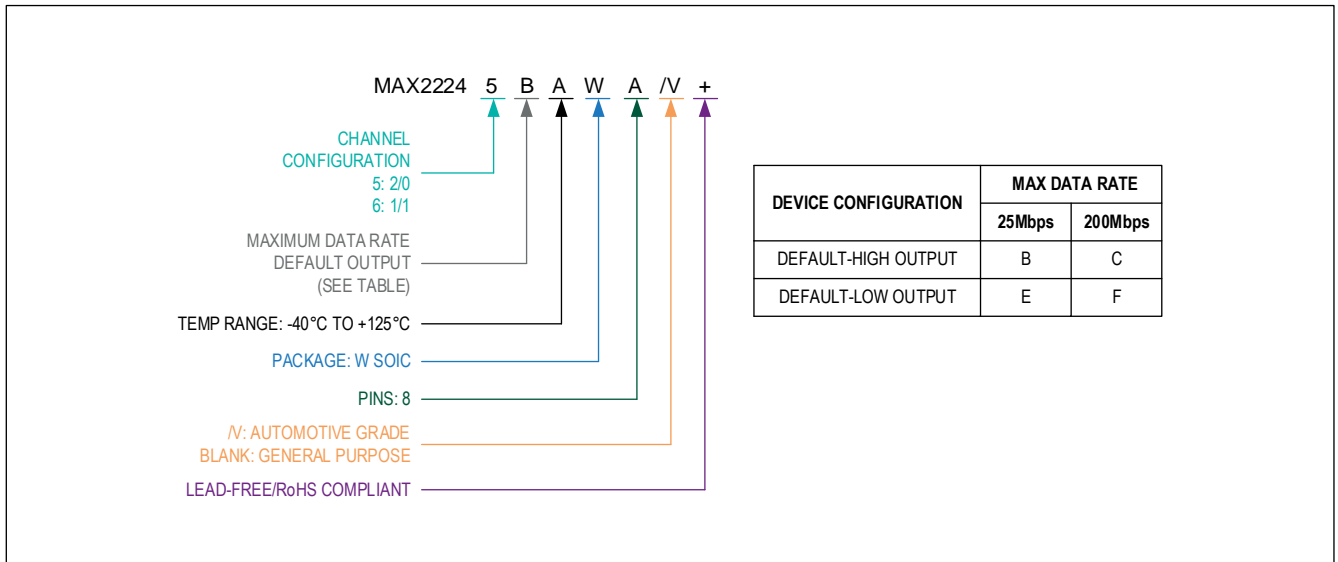 MAX2224 5 B A W A /V +
CHANNEL
CONFIGURATION
5: 2/0
6: 1/1
MAXIMUM DATA RATE
DEFAULT OUTPUT
(SEE TABLE)
TEMP RANGE: -40°C TO +125°C
PACKAGE: W SOIC
PINS: 8
/V: AUTOMOTIVE GRADE
BLANK: GENERAL PURPOSE
LEAD-FREE/RoHS COMPLIANT
DEVICE CONFIGURATION
MAX DATA RATE
25Mbps 200Mbps
DEFAULT-HIGH OUTPUT B C
DEFAULT-LOW OUTPUT E F